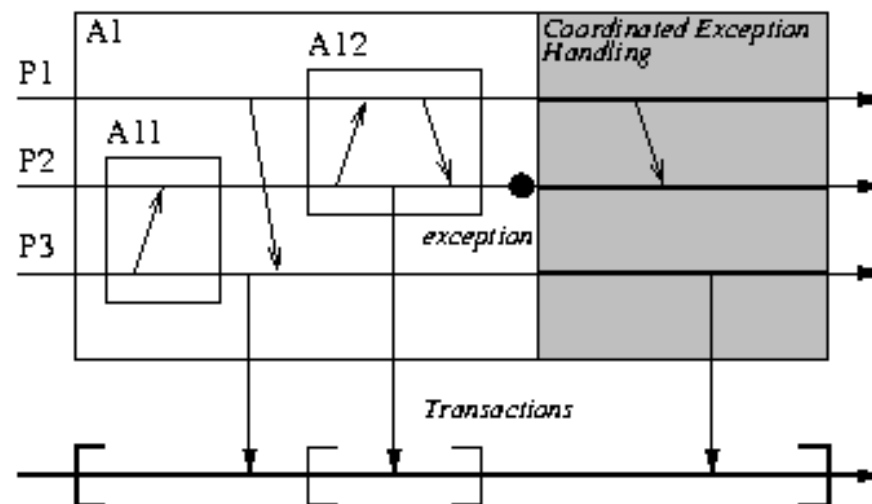 A1
A12
Coordinated Exception
Handling
P1
A11
P2
exception
P3
Transactions